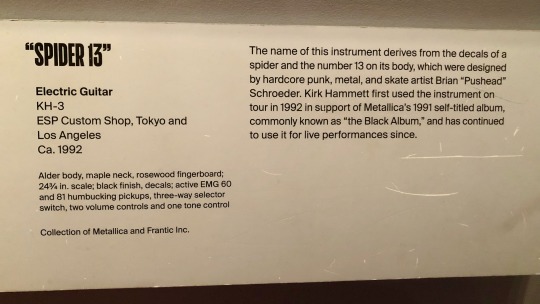 “SPIDER 13”
Electric Guitar
KH-3
ESP Custom Shop, Tokyo and
Los Angeles
Ca. 1992
Alder body, maple neck, rosewood fingerboard;
24¾ in. scale; black finish, decals; active EMG 60
and 81 humbucking pickups, three-way selector
switch, two volume controls and one tone control
Collection of Metallica and Frantic Inc.
The name of this instrument derives from the decals of a
spider and the number 13 on its body, which were designed
by hardcore punk, metal, and skate artist Brian “Pushead”
Schroeder. Kirk Hammett first used the instrument on
tour in 1992 in support of Metallica’s 1991 self-titled album,
commonly known as “the Black Album,” and has continued
to use it for live performances since.